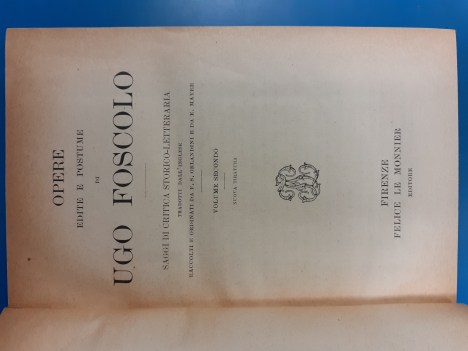 OPERE
EDITE E POSTUME
DI
UGO FOSCOLO
SAGGI DI CRITICA STORICO-LETTERARIA
TRADOTTI DALL'INGLESE
RACCOLTI E ORDINATI DA F. S. ORLANDINI E DA E. MAYER
VOLUME SECONDO
NUOVA TIRATURA
FIRENZE
FELICE LE MONNIER
EDITORE